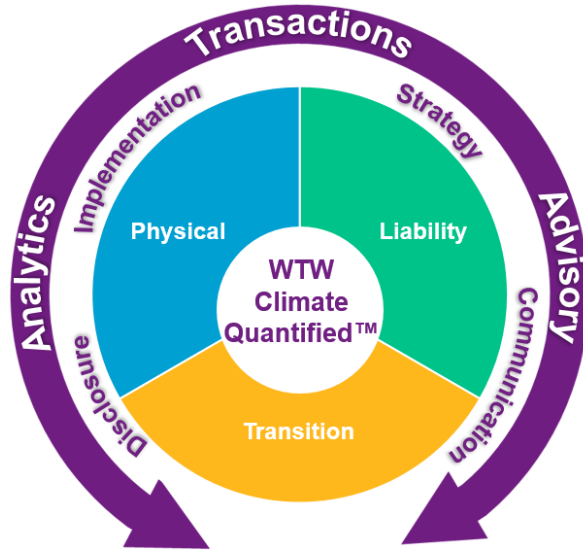 Transactions
Implementation
Strategy
Analytics
Physical
Liability
Advisory
WTW
Climate
Quantified™
Disclosure
Communication
Transition